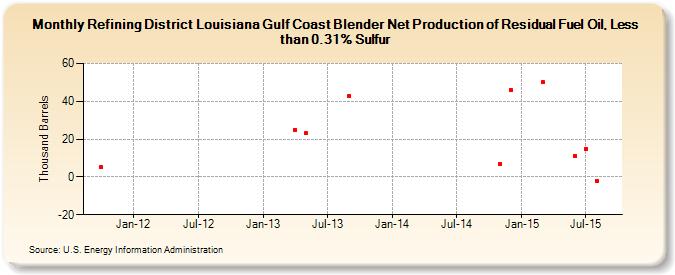 Monthly Refining District Louisiana Gulf Coast Blender Net Production of Residual Fuel Oil, Less
than 0.31% Sulfur
Thousand Barrels
60
40
20
0
-20
Jan-12 Jul-12 Jan-13 Jul-13 Jan-14 Jul-14 Jan-15 Jul-15
Source: U.S. Energy Information Administration